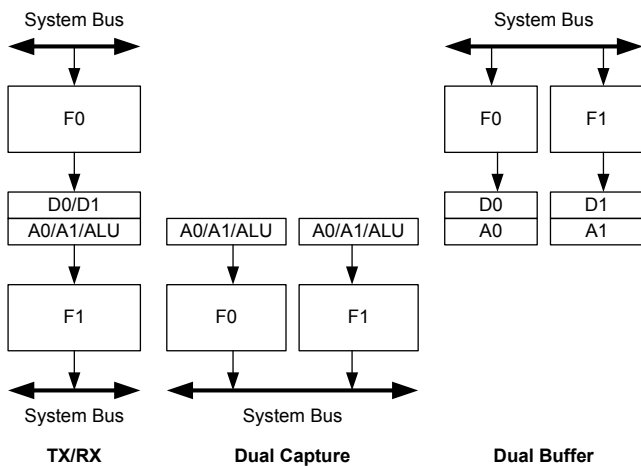 System Bus
System Bus
F0
F0
F1
D0/D1
D0
D1
A0/A1/ALU
A0/A1/ALU
A0/A1/ALU
A0
A1
F1
F0
F1
System Bus
System Bus
TX/RX
Dual Capture
Dual Buffer